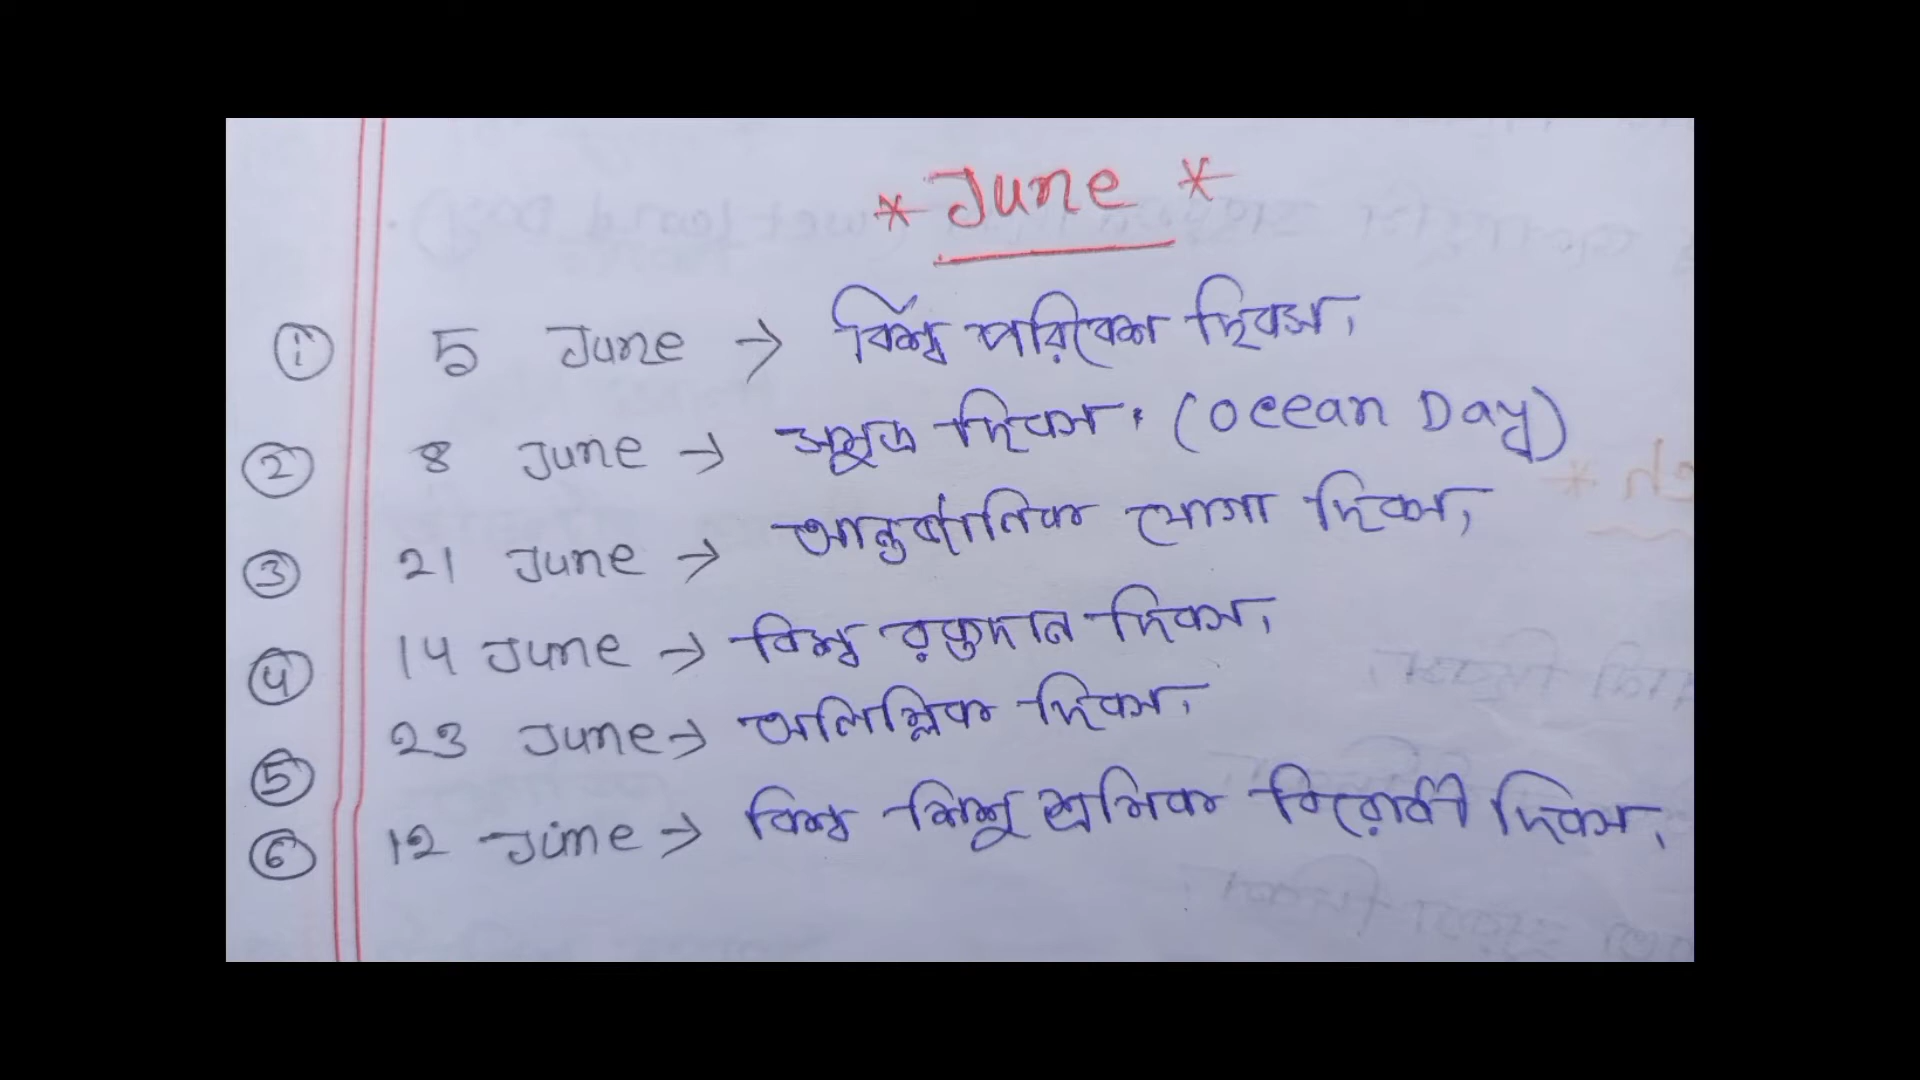 * June *
① 5 June → বিশ্ব পরিবেশ দিবস।
② 8 June → সমুদ্র দিবস। (Ocean Day)
③ 21 June → আন্তর্জাতিক যোগা দিবস,
④ 14 June → বিশ্ব রক্তদান দিবস,
⑤ 23 June → অলিম্পিক দিবস,
⑥ 12 June → বিশ্ব শিশু শ্রমিক বিরোধী দিবস,